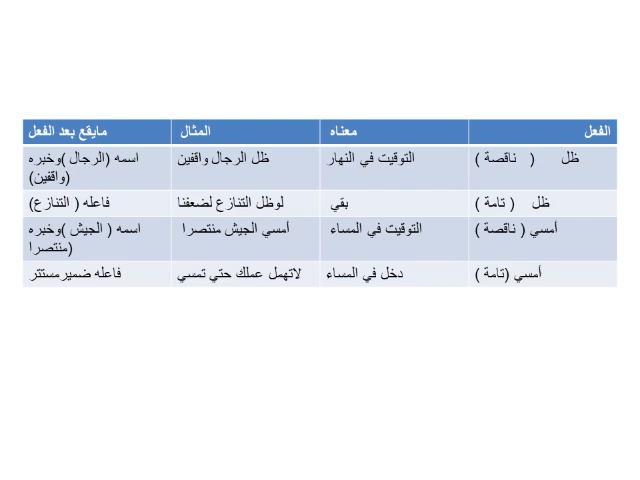 الفعل معناه المثال مايقع بعد الفعل
ظل ( ناقصة ) التوقيت في النهار ظل الرجال واقفين اسمه (الرجال )وخبره
(واقفين)
ظل ( تامة ) بقي لوظل التنازع لضعفنا فاعله ( التنازع)
أمسي ( ناقصة ) التوقيت في المساء أمسي الجيش منتصرا اسمه ( الجيش )وخبره
(منتصرا
أمسي (تامة ) دخل في المساء لاتهمل عملك حتي تمسي فاعله ضميرمستتر